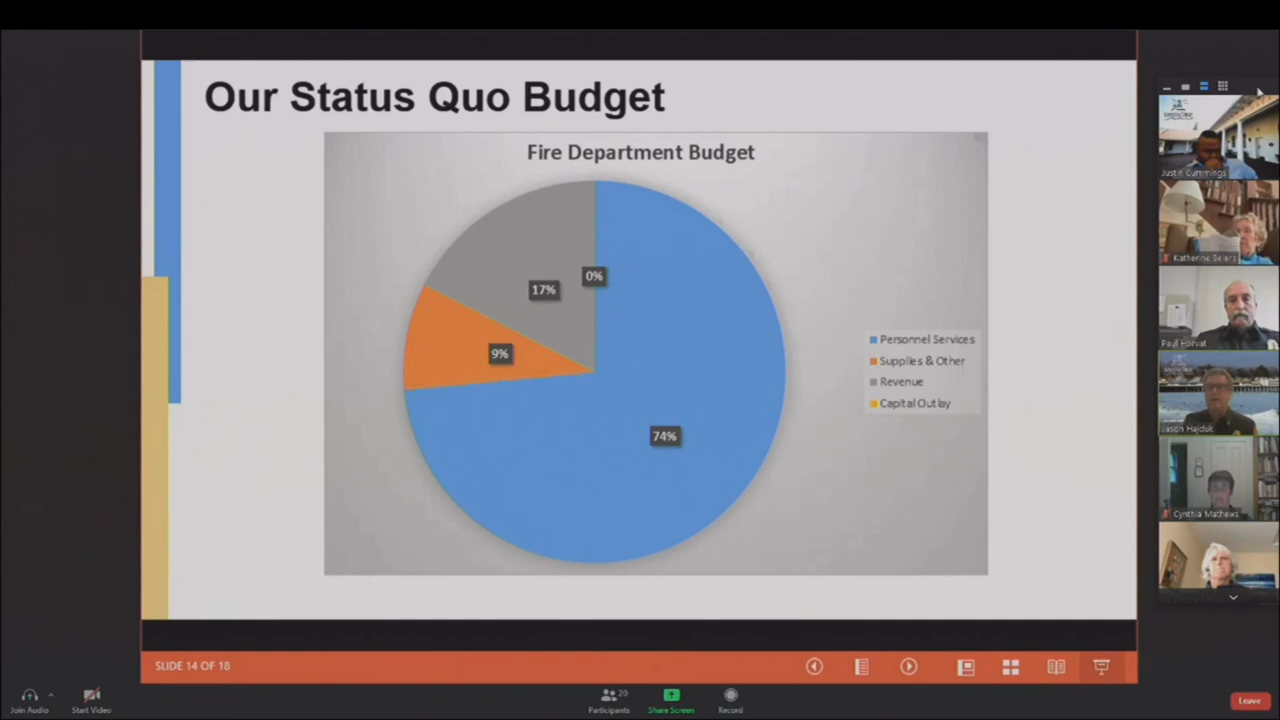 Our Status Quo Budget
Fire Department Budget
0%
17%
9%
74%
Personnel Services
Supplies & Other
Revenue
Capital Outlay
Justin Cummings
Katherine Beiers
Paul Horvat
Jason Hajduk
Cynthia Mathews
SLIDE 14 OF 18
Join Audio
Start Video
20
Participants
Share Screen
Record
Leave